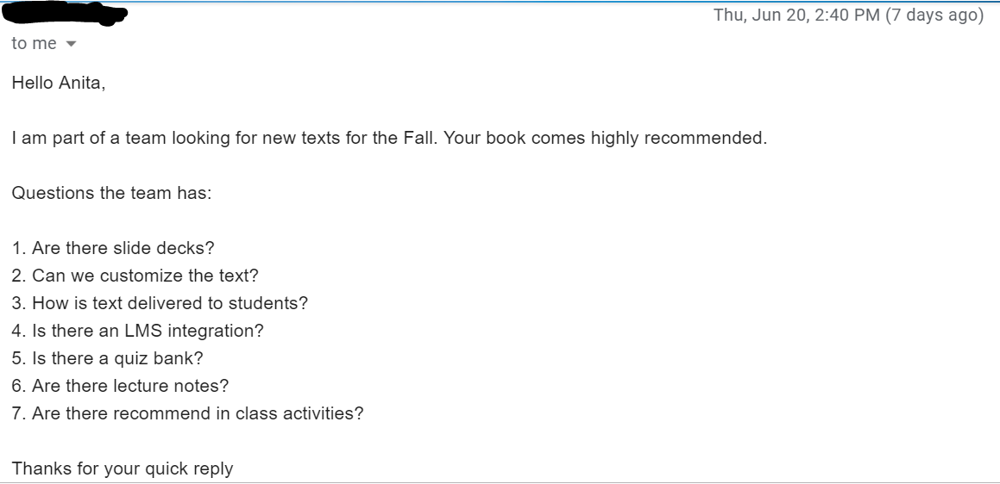 Thu, Jun 20, 2:40 PM (7 days ago)
to me
Hello Anita,
I am part of a team looking for new texts for the Fall. Your book comes highly recommended.
Questions the team has:
1. Are there slide decks?
2. Can we customize the text?
3. How is text delivered to students?
4. Is there an LMS integration?
5. Is there a quiz bank?
6. Are there lecture notes?
7. Are there recommend in class activities?
Thanks for your quick reply